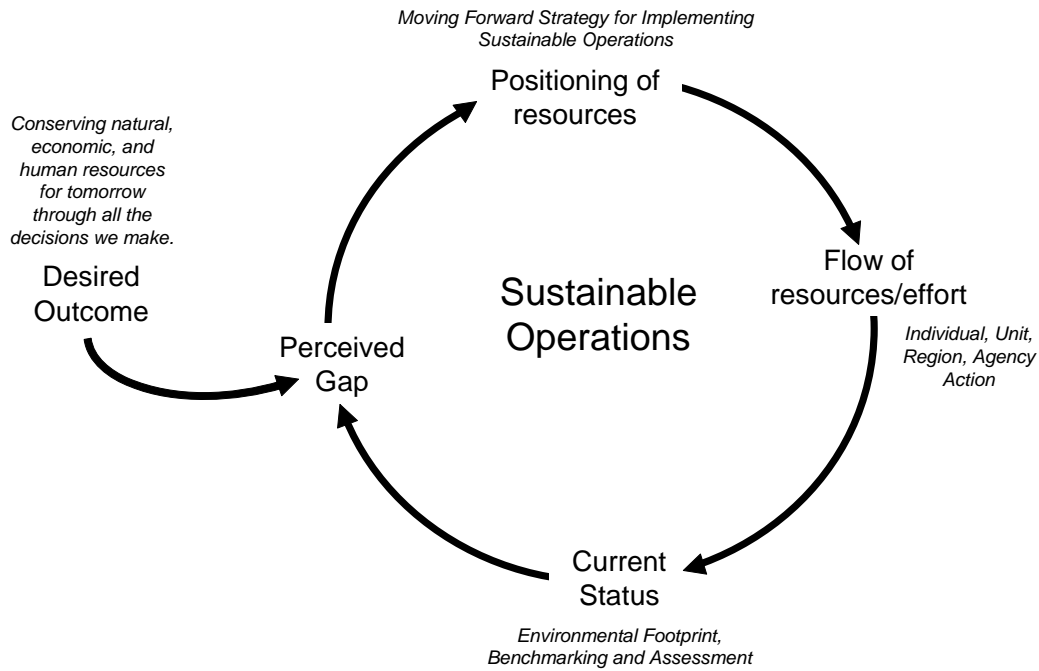 Moving Forward Strategy for Implementing
Sustainable Operations
Positioning of
resources
Conserving natural,
economic, and
human resources
for tomorrow
through all the
decisions we make.
Desired
Outcome
Perceived
Gap
Sustainable
Operations
Flow of
resources/effort
Individual, Unit,
Region, Agency
Action
Current
Status
Environmental Footprint,
Benchmarking and Assessment